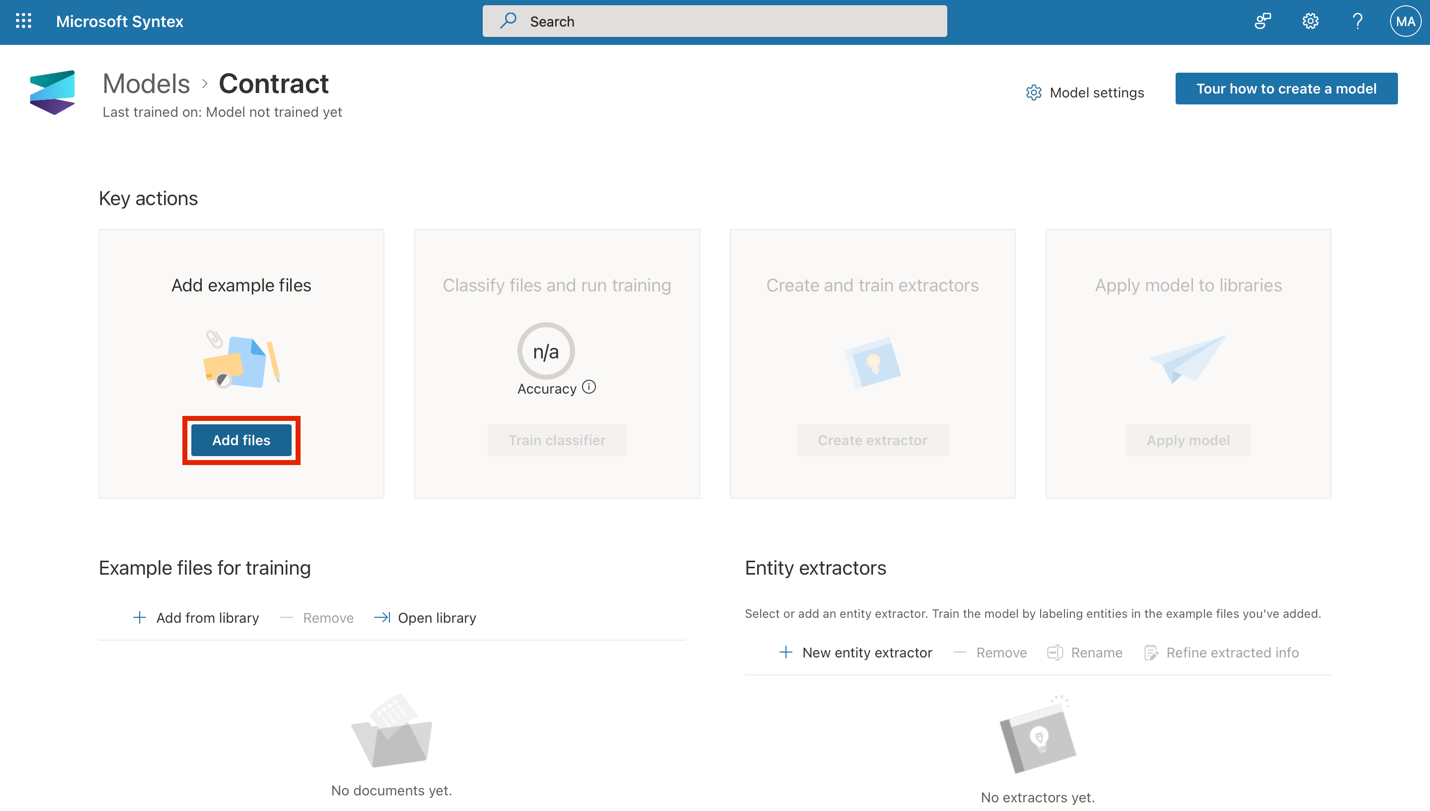 Microsoft Syntex
Search
MA
Models > Contract
Last trained on: Model not trained yet
Model settings
Tour how to create a model
Key actions
Add example files
Add files
Classify files and run training
n/a
Accuracy
Train classifier
Create and train extractors
Create extractor
Apply model to libraries
Apply model
Example files for training
Add from library
Remove
Open library
No documents yet.
Entity extractors
Select or add an entity extractor. Train the model by labeling entities in the example files you've added.
New entity extractor
Remove
Rename
Refine extracted info
No extractors yet.